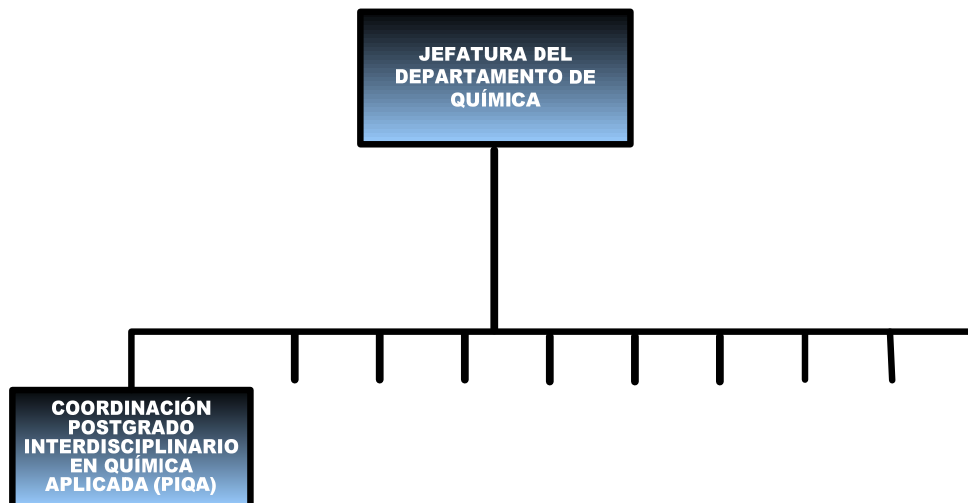 JEFATURA DEL
DEPARTAMENTO DE
QUÍMICA
COORDINACIÓN
POSTGRADO
INTERDISCIPLINARIO
EN QUÍMICA
APLICADA (PIQA)